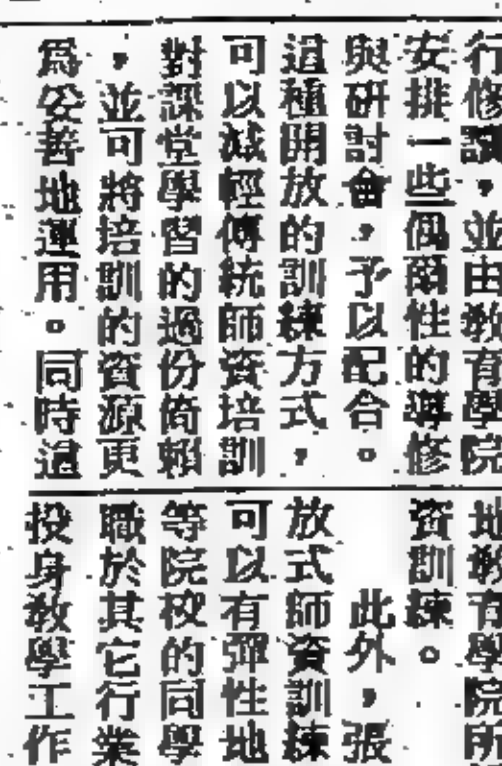 行修讀，並由教育學院
安排一些偶爾性的導修
與研討會，予以配合。
這種開放的訓練方式，
可以減輕傳統師資培訓
對課堂學習的過份倚賴
，並可將培訓的資源更
為妥善地運用。同時這
地教育學院所
資訓練。
此外，張
放式師資訓練
可以有彈性地
等院校的同學
職於其它行業
投身教學工作